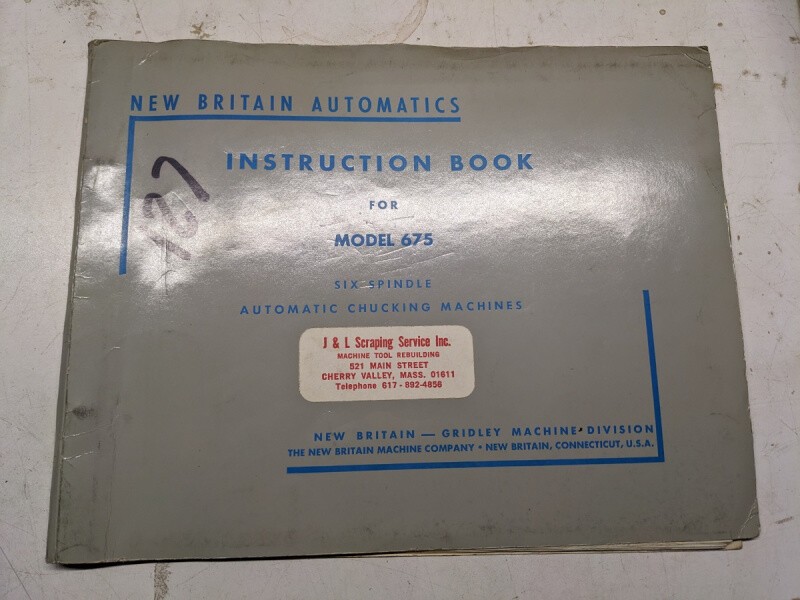 NEW BRITAIN AUTOMATICS
INSTRUCTION BOOK
FOR
MODEL 675
SIX SPINDLE
AUTOMATIC CHUCKING MACHINES
J & L Scraping Service Inc.
MACHINE TOOL REBUILDING
521 MAIN STREET
CHERRY VALLEY, MASS. 01611
Telephone 617 - 892-4856
NEW BRITAIN — GRIDLEY MACHINE DIVISION
THE NEW BRITAIN MACHINE COMPANY • NEW BRITAIN, CONNECTICUT, U.S.A.